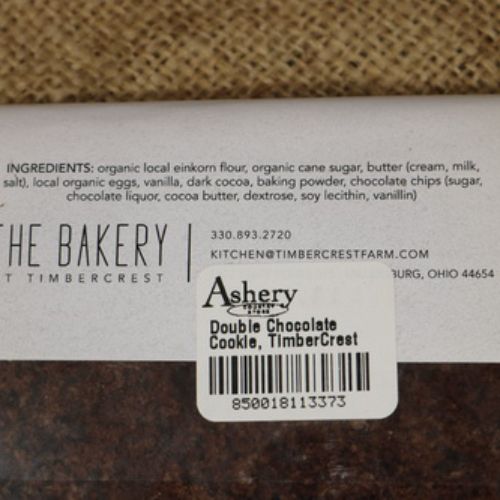 INGREDIENTS: organic local einkorn flour, organic cane sugar, butter (cream, milk,
salt), local organic eggs, vanilla, dark cocoa, baking powder, chocolate chips (sugar,
chocolate liquor, cocoa butter, dextrose, soy lecithin, vanillin)
THE BAKERY
T TIMBERCREST
330.893.2720
KITCHEN@TIMBERCRESTFARM.COM
BURG, OHIO 44654
Ashery
COUNTRY
STORE
Double Chocolate
Cookie, TimberCrest
850018113373